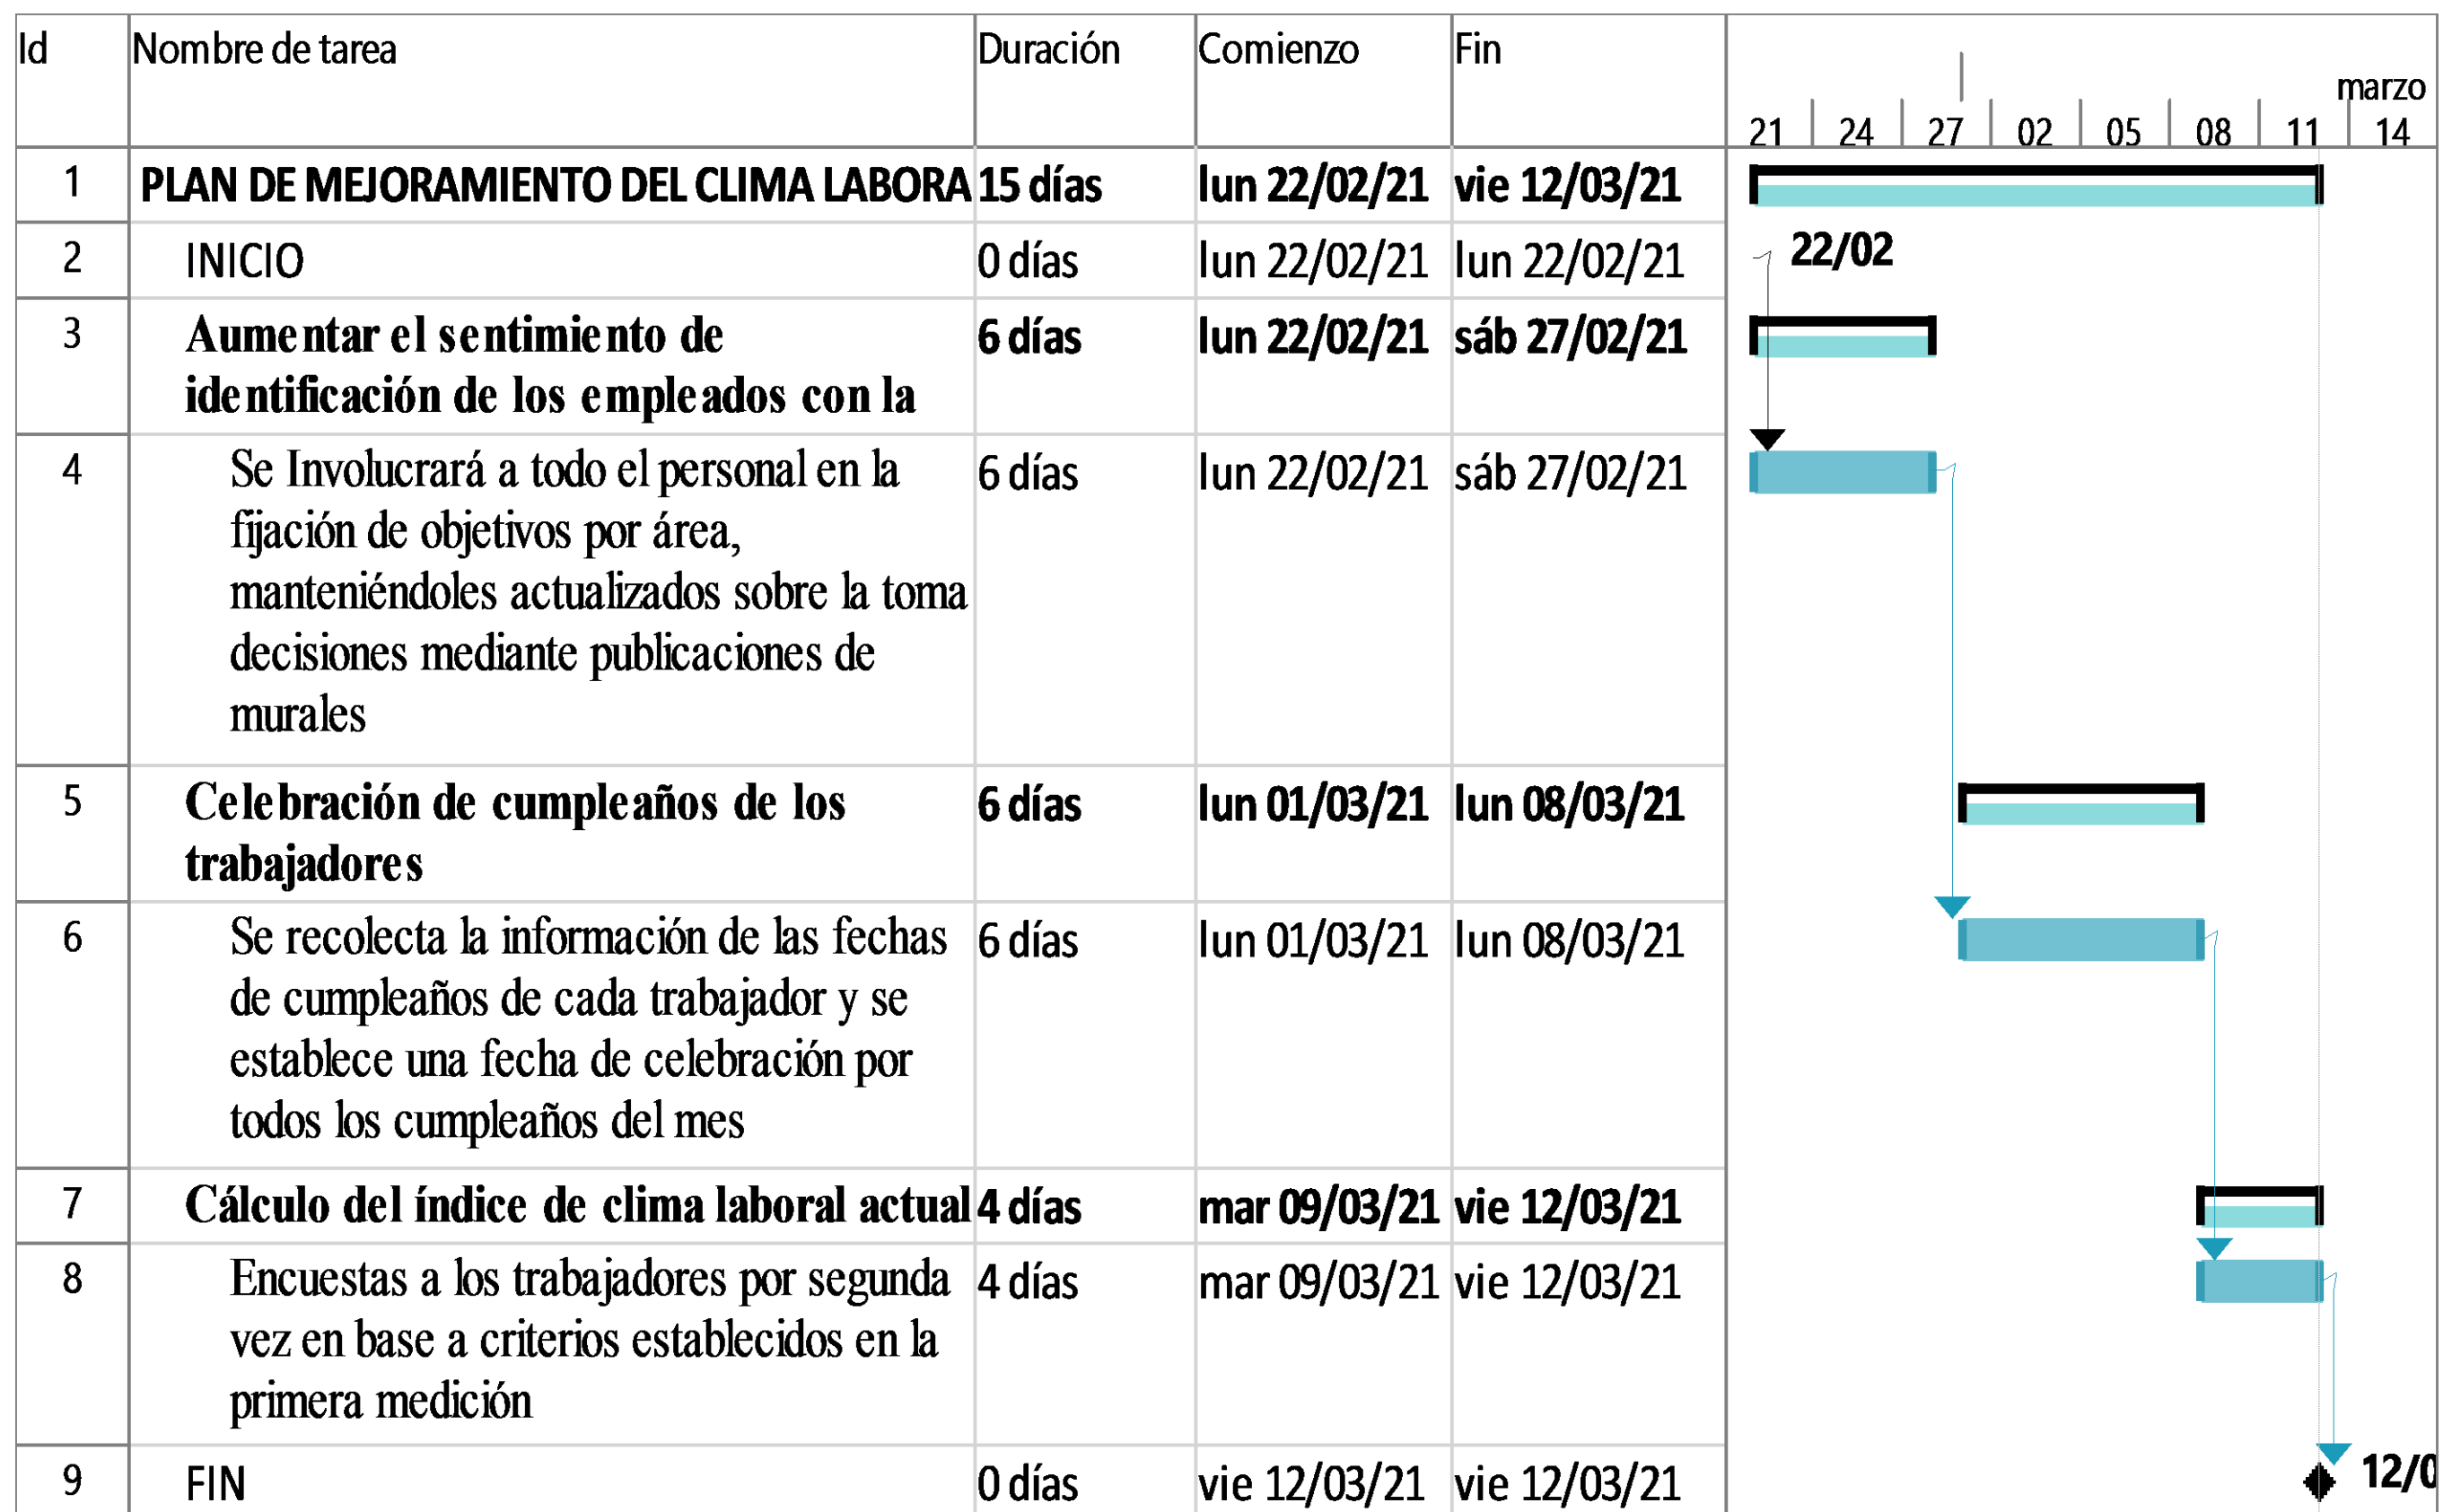 Id Nombre de tarea Duración Comienzo Fin
marzo
21 24 27 02 05 08 11 14
1 PLAN DE MEJORAMIENTO DEL CLIMA LABORA 15 días lun 22/02/21 vie 12/03/21
2 INICIO 0 días lun 22/02/21 lun 22/02/21 22/02
3 Aumentar el sentimiento de 6 días lun 22/02/21 sáb 27/02/21
identificación de los empleados con la
4 Se Involucrará a todo el personal en la 6 días lun 22/02/21 sáb 27/02/21
fijación de objetivos por área,
manteniéndoles actualizados sobre la toma
decisiones mediante publicaciones de
murales
5 Celebración de cumpleaños de los 6 días lun 01/03/21 lun 08/03/21
trabajadores
6 Se recolecta la información de las fechas 6 días lun 01/03/21 lun 08/03/21
de cumpleaños de cada trabajador y se
establece una fecha de celebración por
todos los cumpleaños del mes
7 Cálculo del índice de clima laboral actual 4 días mar 09/03/21 vie 12/03/21
8 Encuestas a los trabajadores por segunda 4 días mar 09/03/21 vie 12/03/21
vez en base a criterios establecidos en la
primera medición
9 FIN 0 días vie 12/03/21 vie 12/03/21 12/0